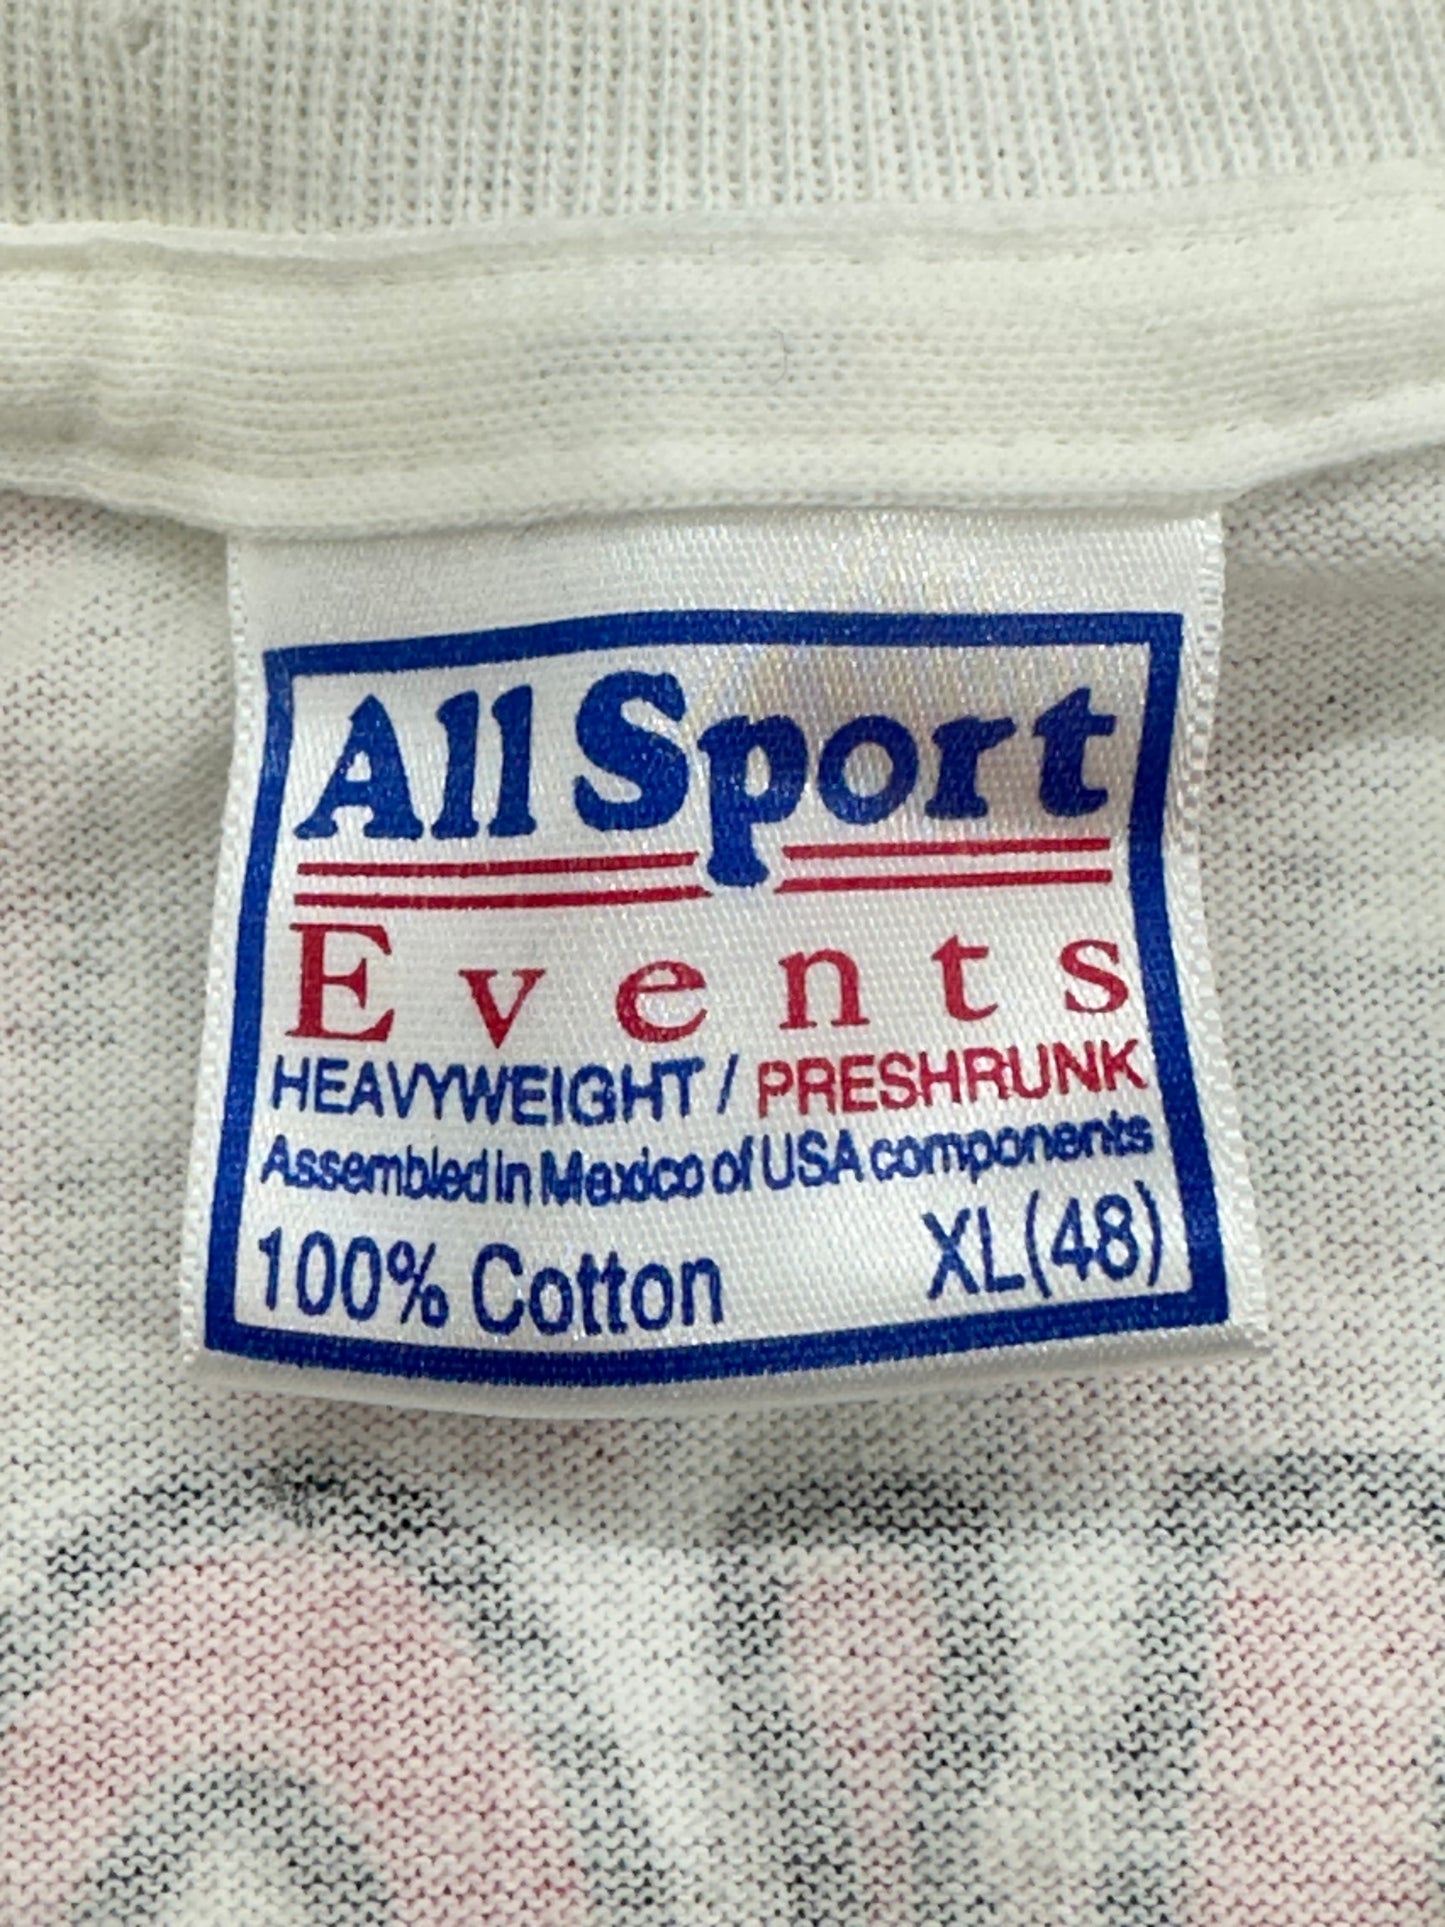 All Sport
Events
HEAVYWEIGHT / PRESHRUNK
Assembled in Mexico of USA components
100% Cotton XL(48)